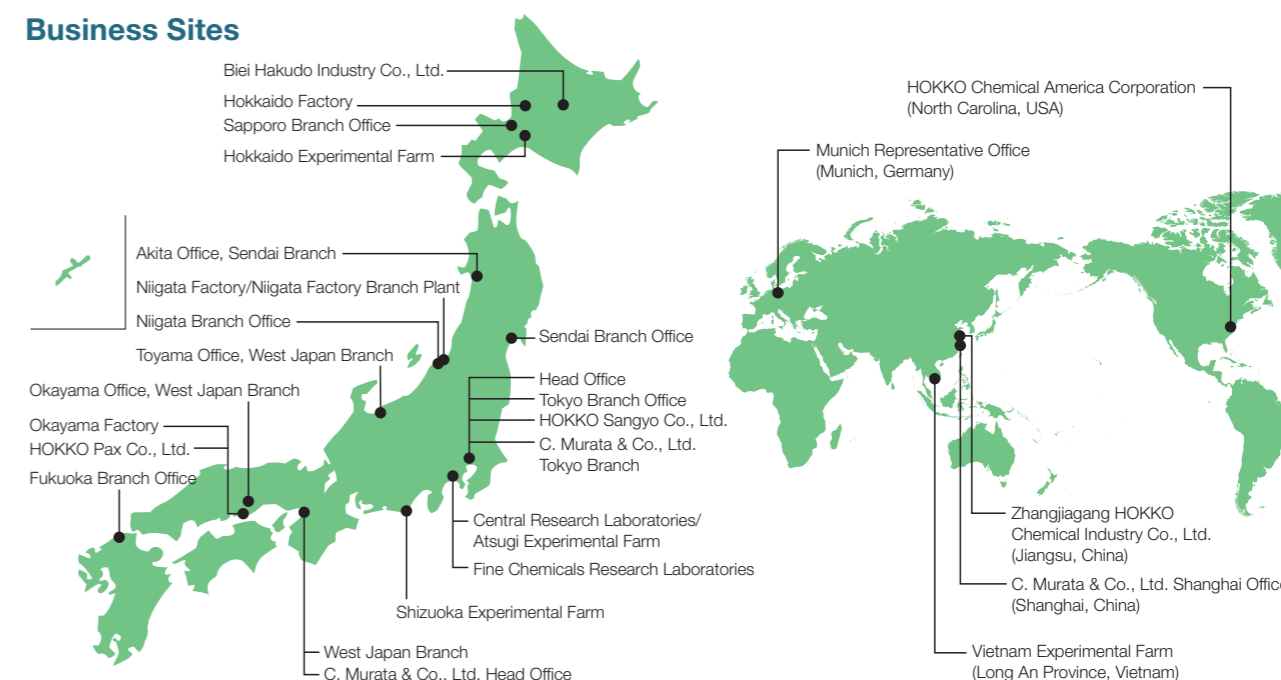 Business Sites
Biei Hakudo Industry Co., Ltd.
Hokkaido Factory
Sapporo Branch Office
Hokkaido Experimental Farm
Akita Office, Sendai Branch
Niigata Factory/Niigata Factory Branch Plant
Niigata Branch Office
Toyama Office, West Japan Branch
Okayama Office, West Japan Branch
Okayama Factory
HOKKO Pax Co., Ltd.
Fukuoka Branch Office
Sendai Branch Office
Head Office
Tokyo Branch Office
HOKKO Sangyo Co., Ltd.
C. Murata & Co., Ltd.
Tokyo Branch
Central Research Laboratories/
Atsugi Experimental Farm
Fine Chemicals Research Laboratories
Shizuoka Experimental Farm
West Japan Branch
C. Murata & Co., Ltd. Head Office
HOKKO Chemical America Corporation
(North Carolina, USA)
Munich Representative Office
(Munich, Germany)
Zhangjiagang HOKKO
Chemical Industry Co., Ltd.
(Jiangsu, China)
C. Murata & Co., Ltd. Shanghai Office
(Shanghai, China)
Vietnam Experimental Farm
(Long An Province, Vietnam)